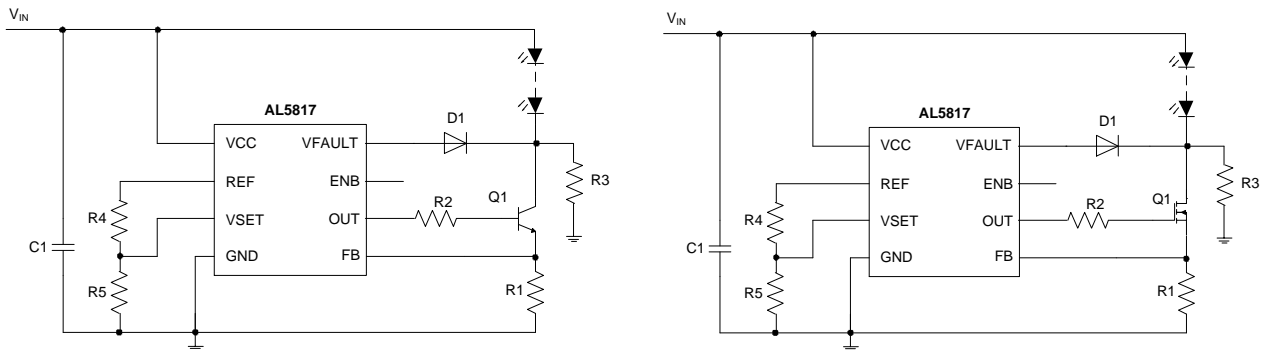 VIN
AL5817
D1
VCC
VFAULT
REF
ENB
R3
Q1
R2
R4
VSET
OUT
C1
GND
FB
R5
R1
VIN
AL5817
D1
VCC
VFAULT
REF
ENB
R3
Q1
R2
R4
VSET
OUT
C1
GND
FB
R5
R1